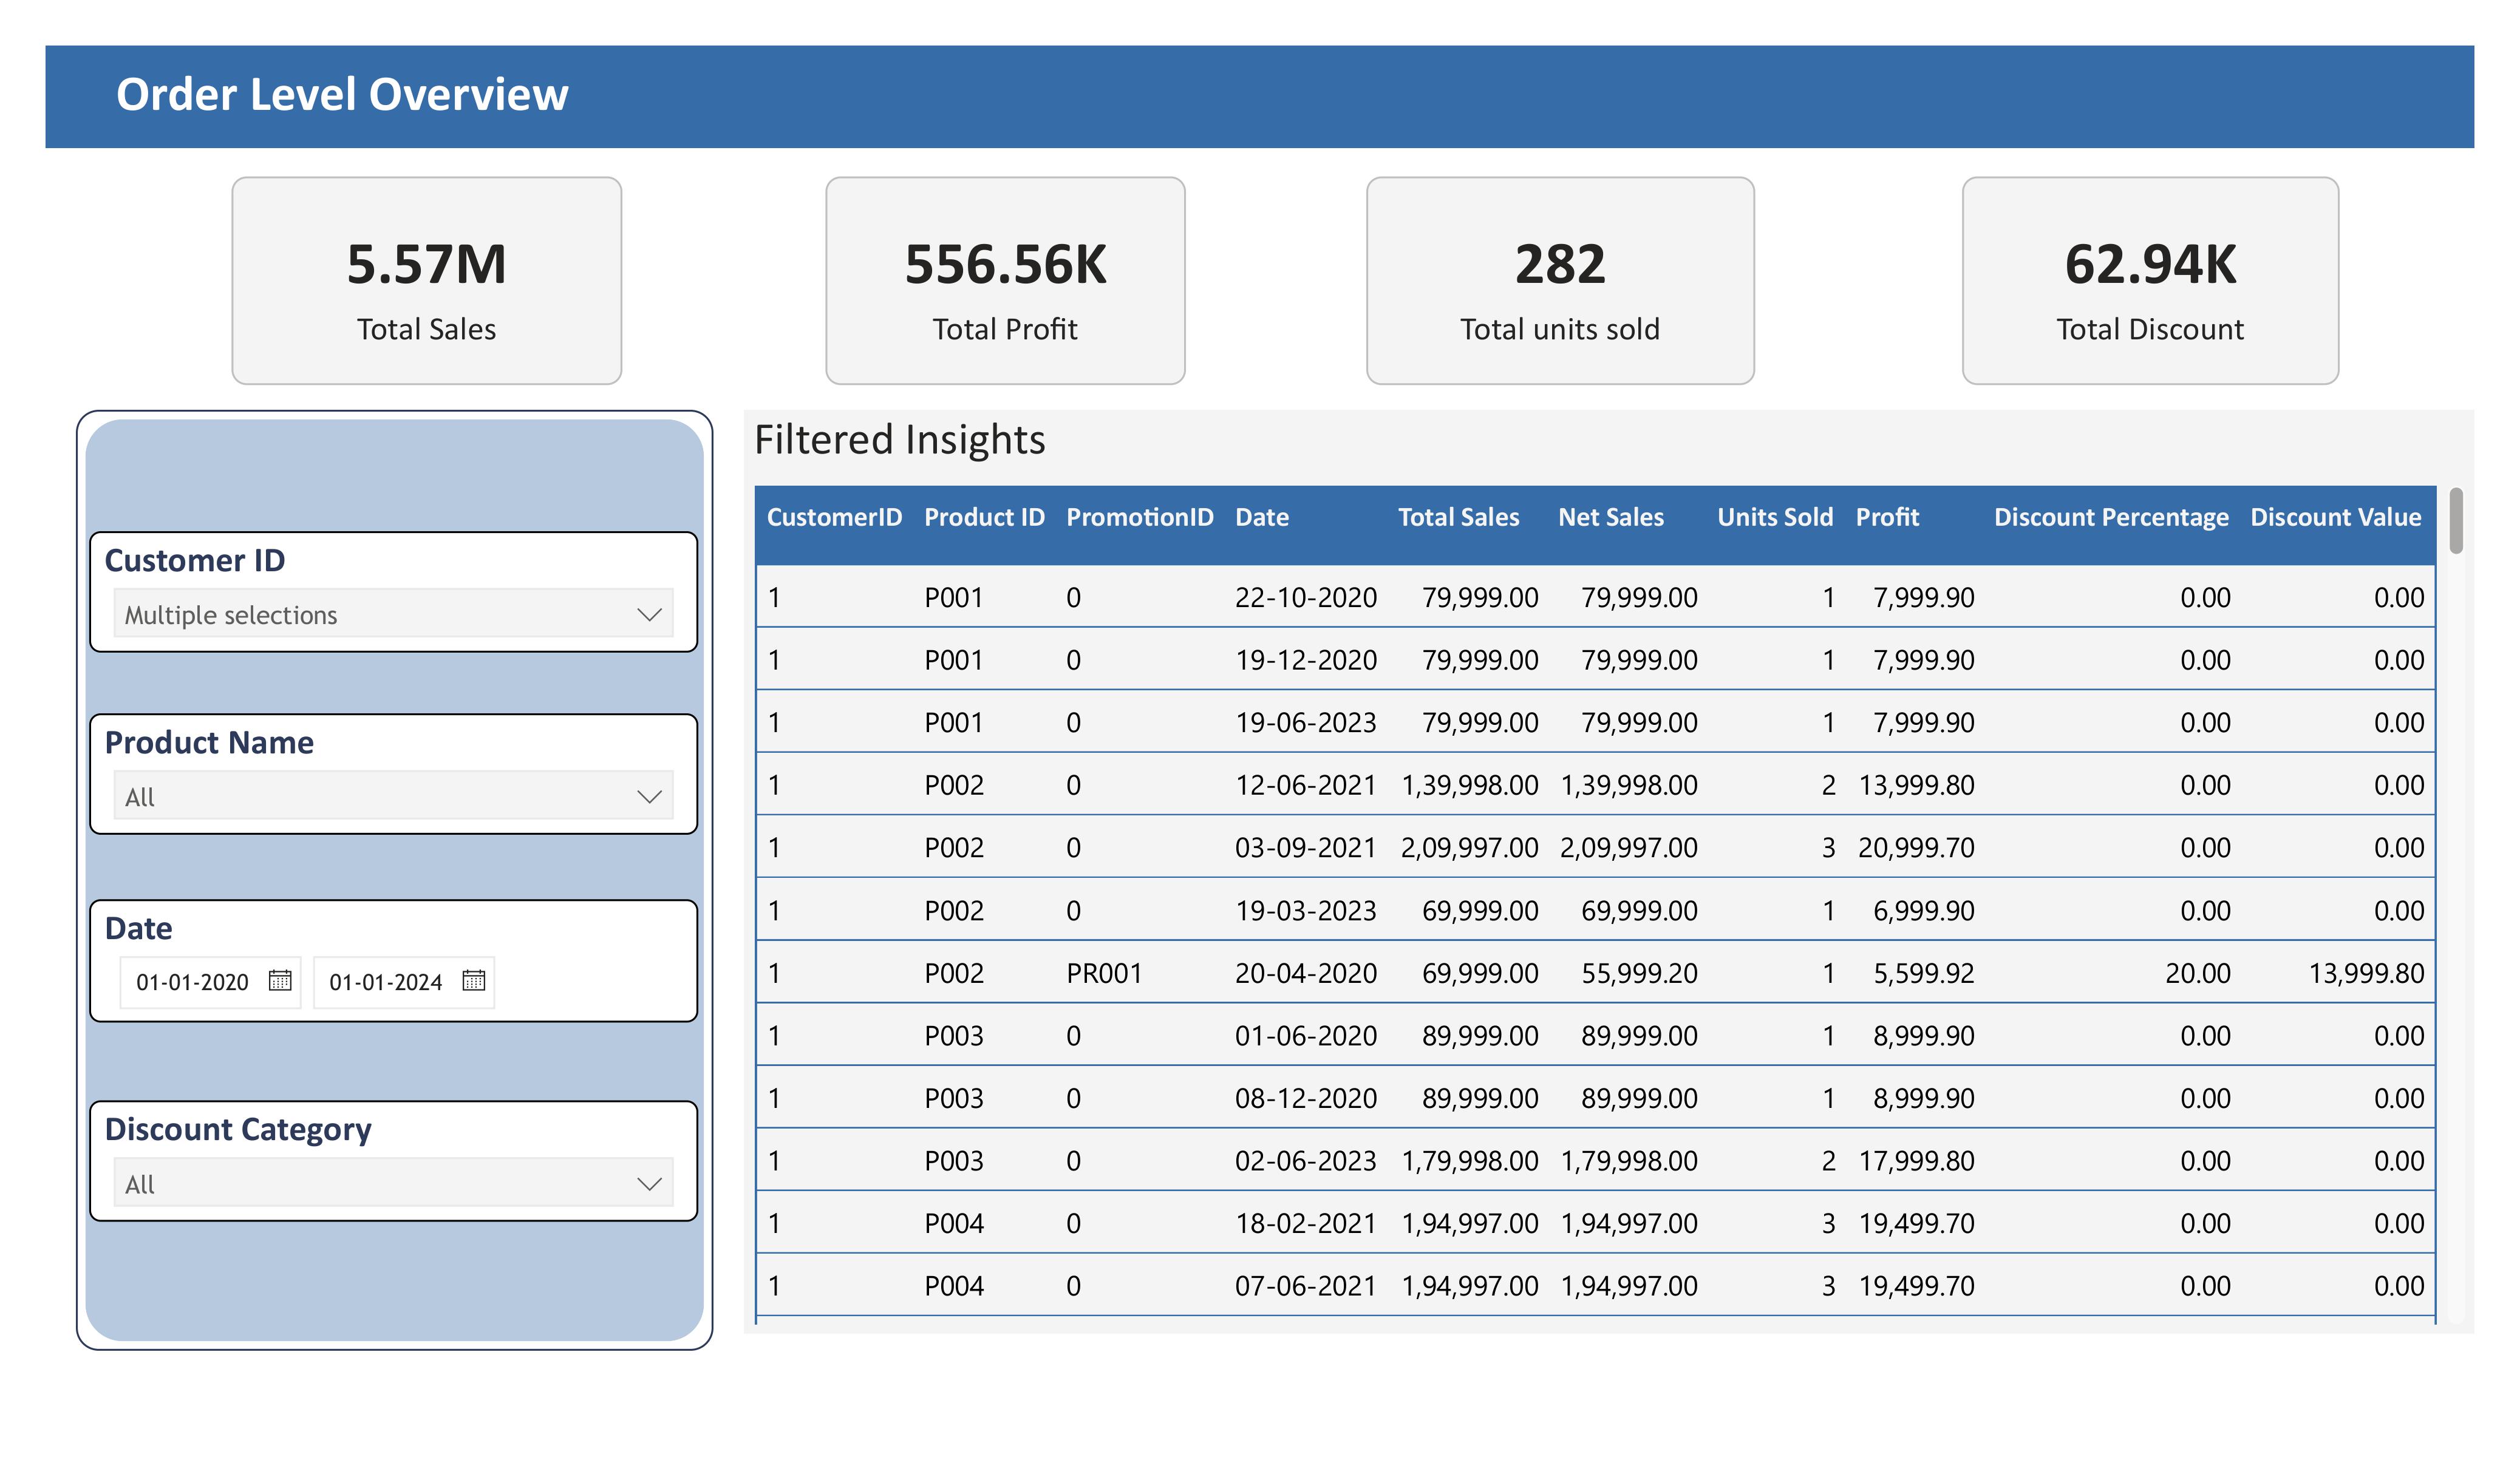 Order Level Overview
5.57M
Total Sales
556.56K
Total Profit
282
Total units sold
62.94K
Total Discount
Customer ID
Multiple selections
Product Name
All
Date
01-01-2020 01-01-2024
Discount Category
All
Filtered Insights
CustomerID Product ID PromotionID Date Total Sales Net Sales Units Sold Profit Discount Percentage Discount Value
1 P001 0 22-10-2020 79,999.00 79,999.00 1 7,999.90 0.00 0.00
1 P001 0 19-12-2020 79,999.00 79,999.00 1 7,999.90 0.00 0.00
1 P001 0 19-06-2023 79,999.00 79,999.00 1 7,999.90 0.00 0.00
1 P002 0 12-06-2021 1,39,998.00 1,39,998.00 2 13,999.80 0.00 0.00
1 P002 0 03-09-2021 2,09,997.00 2,09,997.00 3 20,999.70 0.00 0.00
1 P002 0 19-03-2023 69,999.00 69,999.00 1 6,999.90 0.00 0.00
1 P002 PR001 20-04-2020 69,999.00 55,999.20 1 5,599.92 20.00 13,999.80
1 P003 0 01-06-2020 89,999.00 89,999.00 1 8,999.90 0.00 0.00
1 P003 0 08-12-2020 89,999.00 89,999.00 1 8,999.90 0.00 0.00
1 P003 0 02-06-2023 1,79,998.00 1,79,998.00 2 17,999.80 0.00 0.00
1 P004 0 18-02-2021 1,94,997.00 1,94,997.00 3 19,499.70 0.00 0.00
1 P004 0 07-06-2021 1,94,997.00 1,94,997.00 3 19,499.70 0.00 0.00